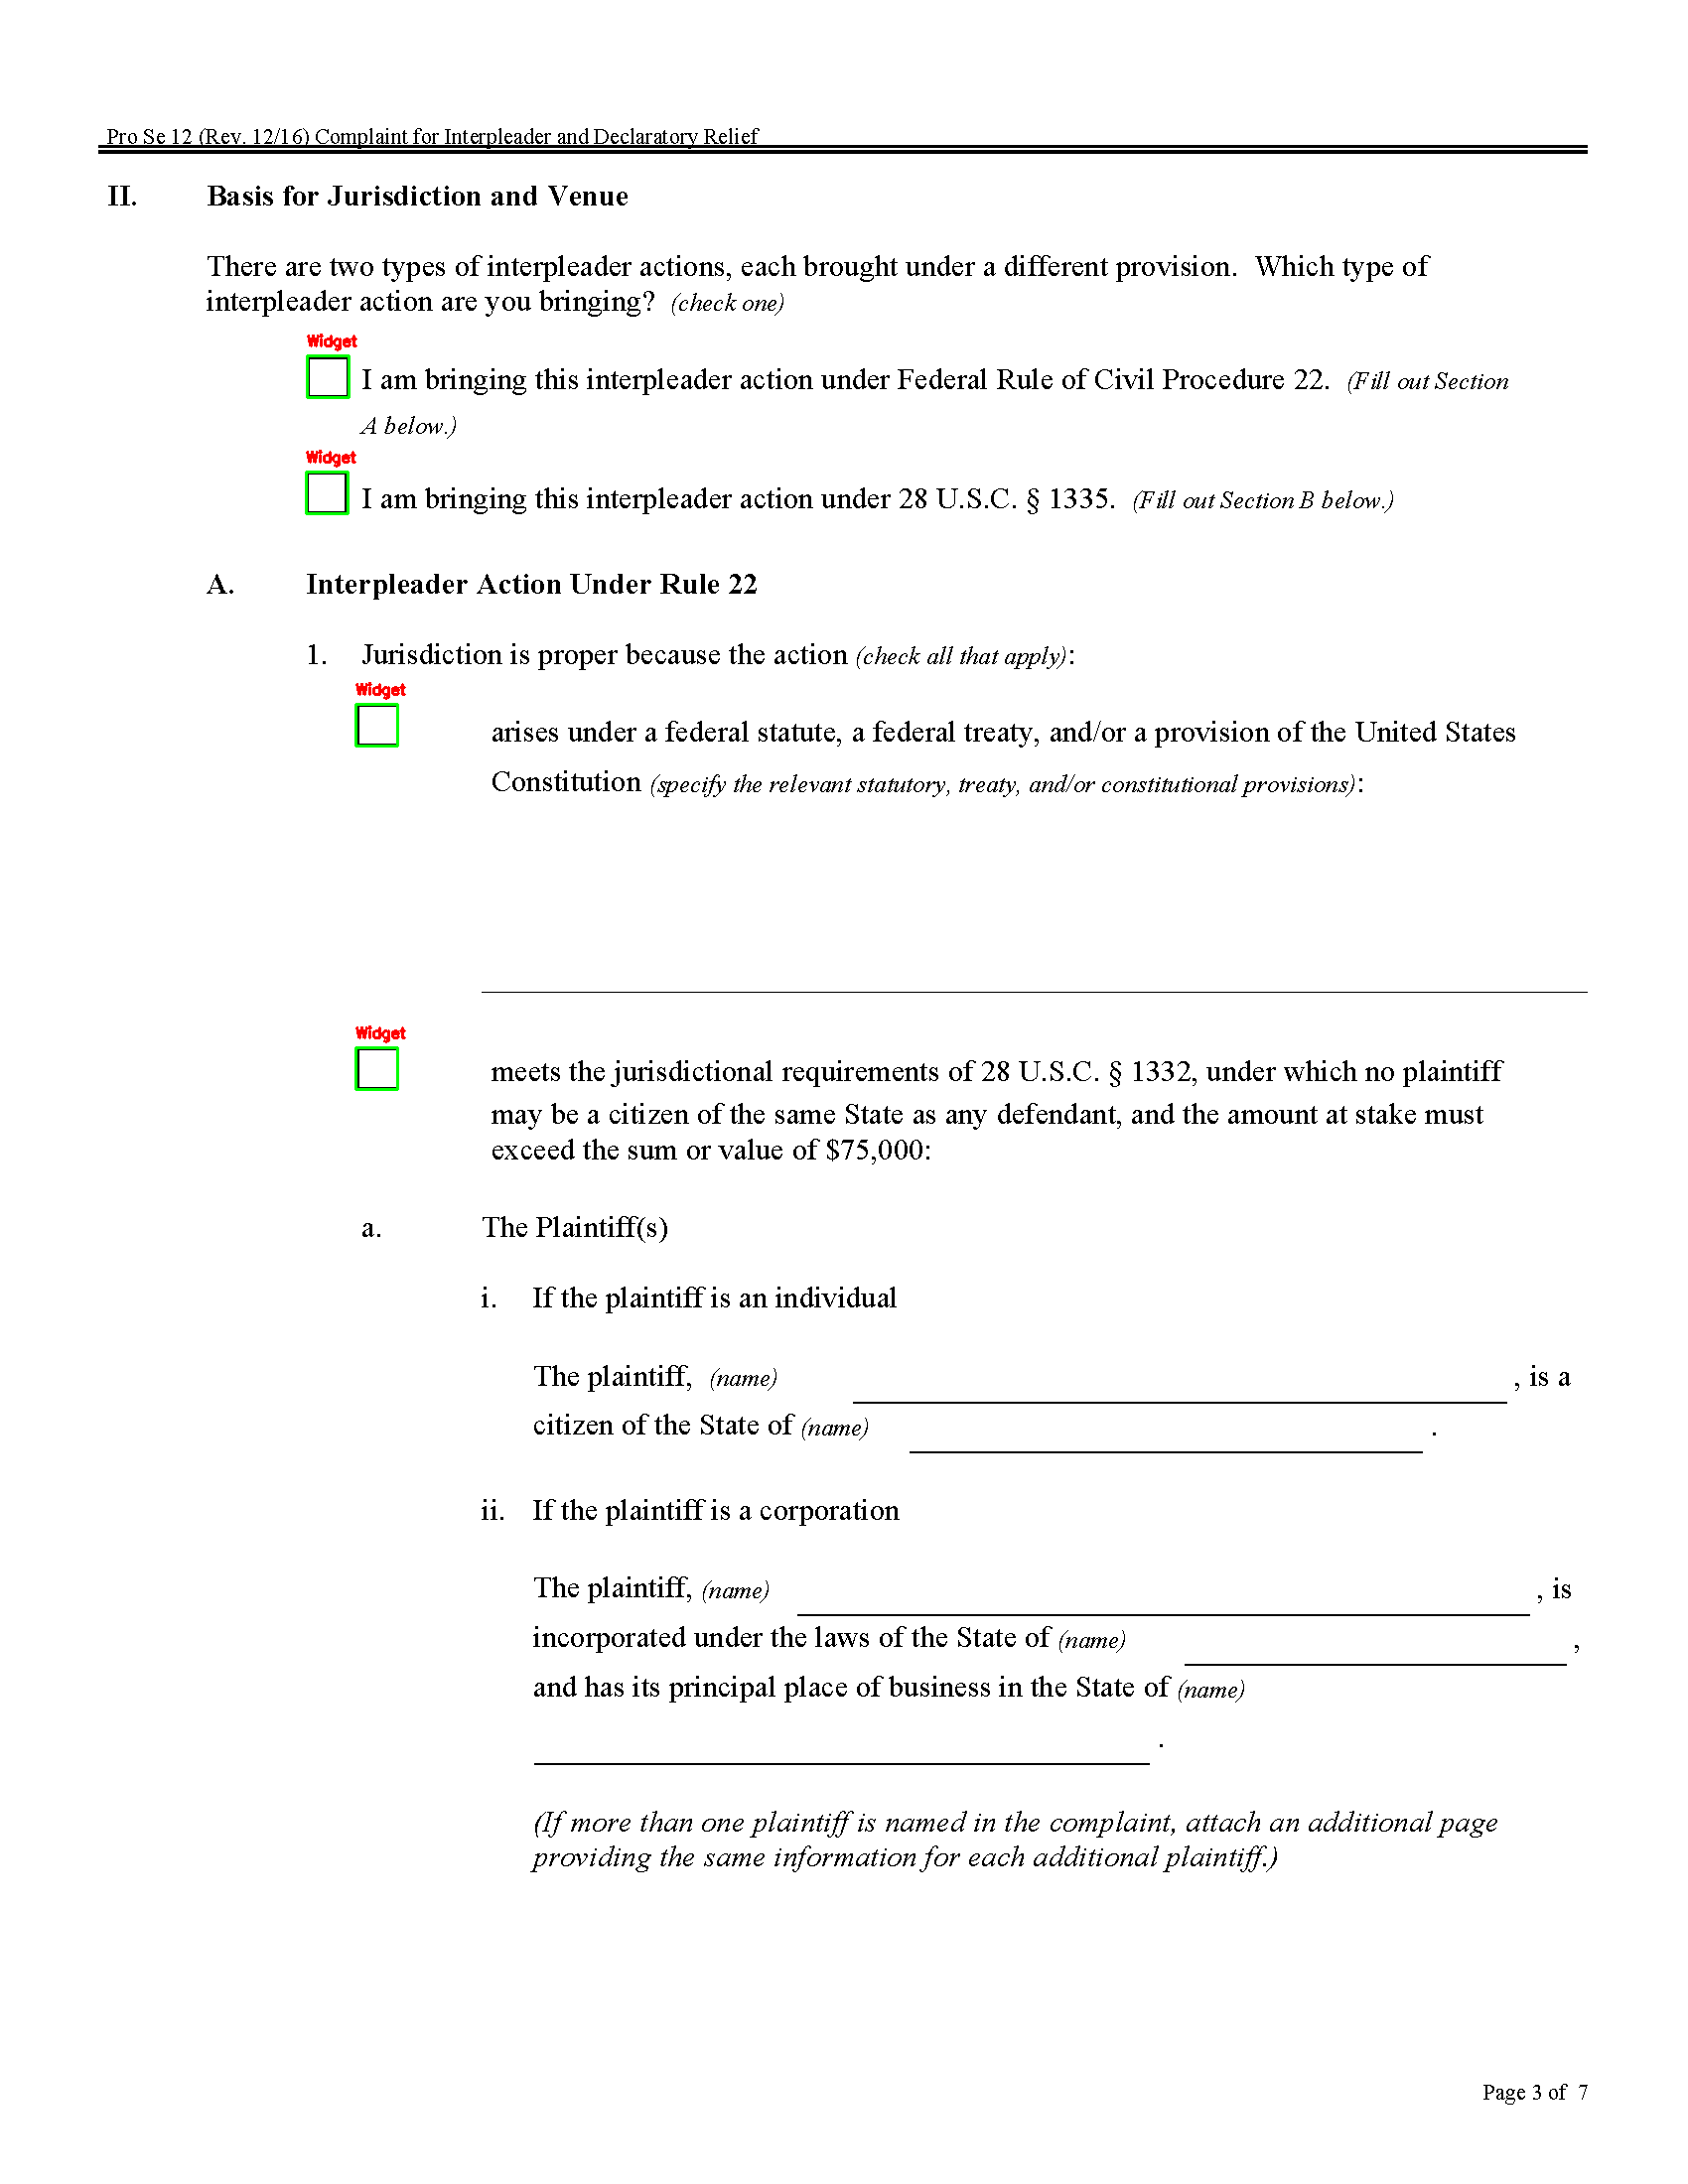 Pro Se 12 (Rev. 12/16) Complaint for Interpleader and Declaratory Relief
II. Basis for Jurisdiction and Venue
There are two types of interpleader actions, each brought under a different provision. Which type of
interpleader action are you bringing? (check one)
Widget
I am bringing this interpleader action under Federal Rule of Civil Procedure 22. (Fill out Section
A below.)
Widget
I am bringing this interpleader action under 28 U.S.C. § 1335. (Fill out Section B below.)
A. Interpleader Action Under Rule 22
1. Jurisdiction is proper because the action (check all that apply):
Widget
arises under a federal statute, a federal treaty, and/or a provision of the United States
Constitution (specify the relevant statutory, treaty, and/or constitutional provisions):
Widget
meets the jurisdictional requirements of 28 U.S.C. § 1332, under which no plaintiff
may be a citizen of the same State as any defendant, and the amount at stake must
exceed the sum or value of $75,000:
a. The Plaintiff(s)
i. If the plaintiff is an individual
The plaintiff, (name) , is a
citizen of the State of (name) .
ii. If the plaintiff is a corporation
The plaintiff, (name) , is
incorporated under the laws of the State of (name) ,
and has its principal place of business in the State of (name)
.
(If more than one plaintiff is named in the complaint, attach an additional page
providing the same information for each additional plaintiff.)
Page 3 of 7